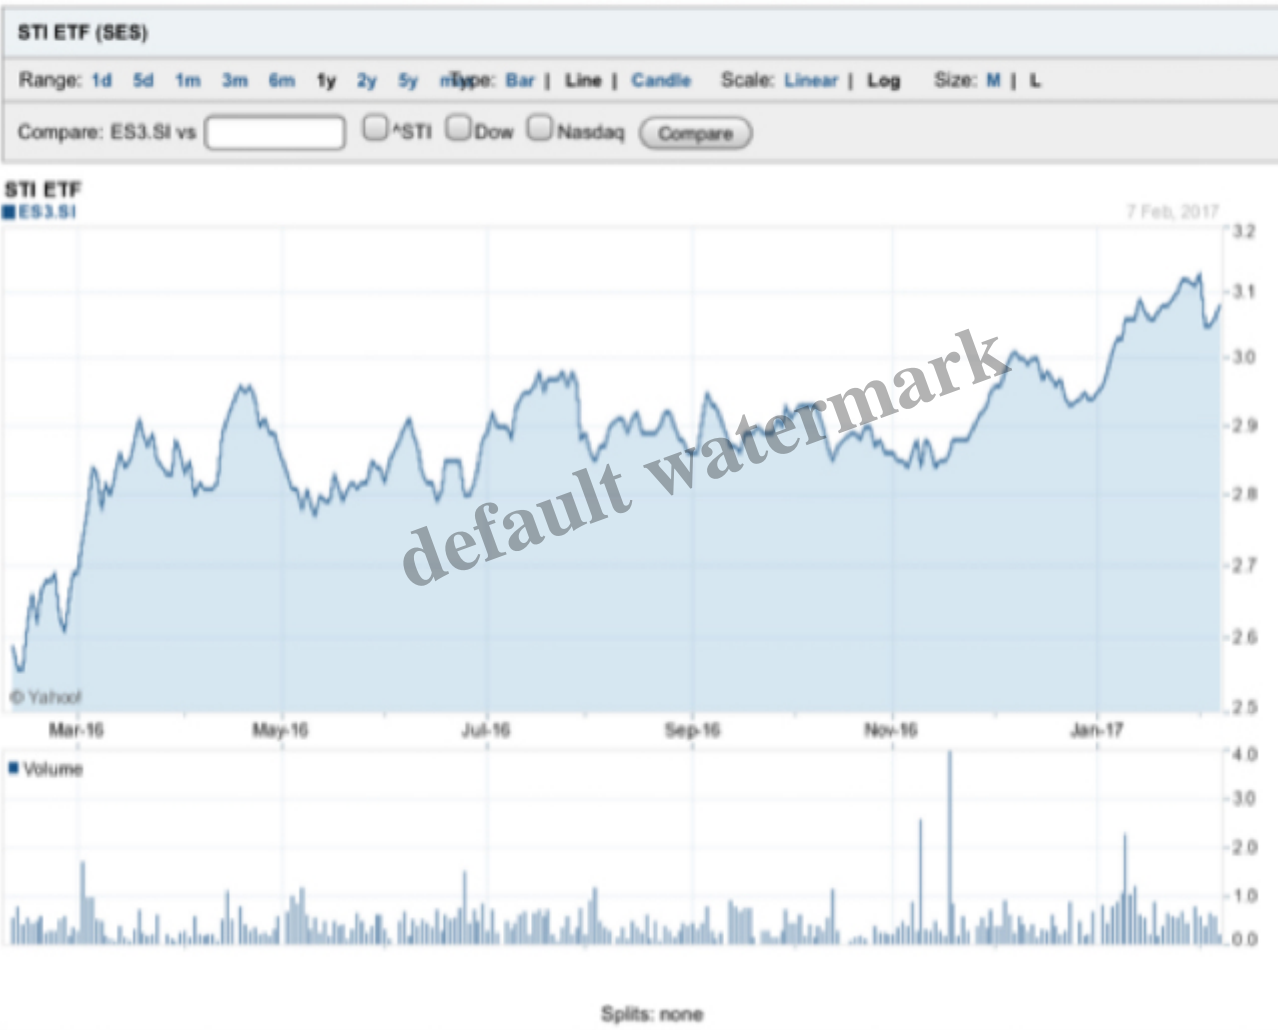 STI ETF (SES)
Range: 1d 5d 1m 3m 6m 1y 2y 5y Type: Bar | Line | Candle Scale: Linear | Log Size: M | L
Compare: ES3.SI vs ^STI Dow Nasdaq Compare
STI ETF
ES3.SI
7 Feb, 2017
3.2
3.1
3.0
2.9
2.8
2.7
2.6
2.5
default watermark
© Yahoo!
Mar-16 May-16 Jul-16 Sep-16 Nov-16 Jan-17
Volume
4.0
3.0
2.0
1.0
0.0
Splits: none